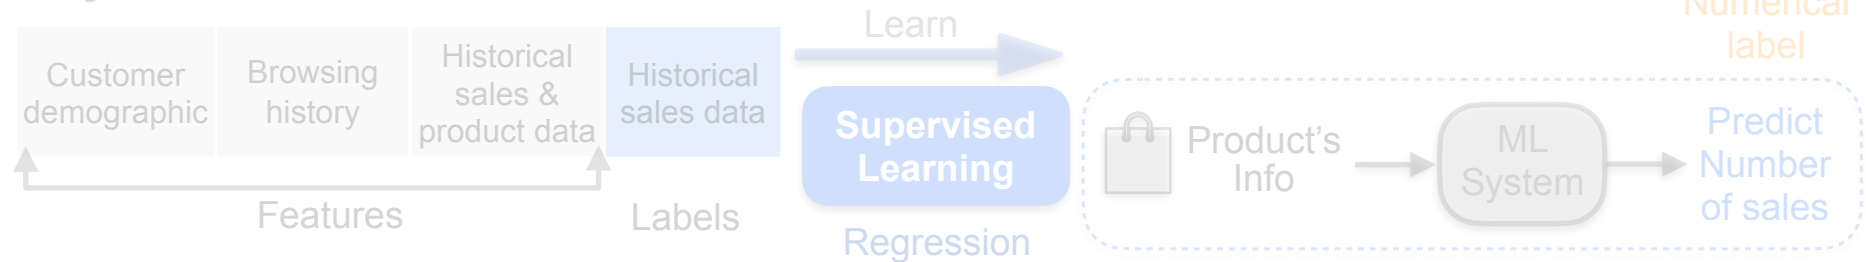 Customer
demographic
Browsing
history
Historical
sales &
product data
Historical
sales data
Features
Labels
Learn
Supervised
Learning
Regression
Numerical
label
Product's
Info
ML
System
Predict
Number
of sales